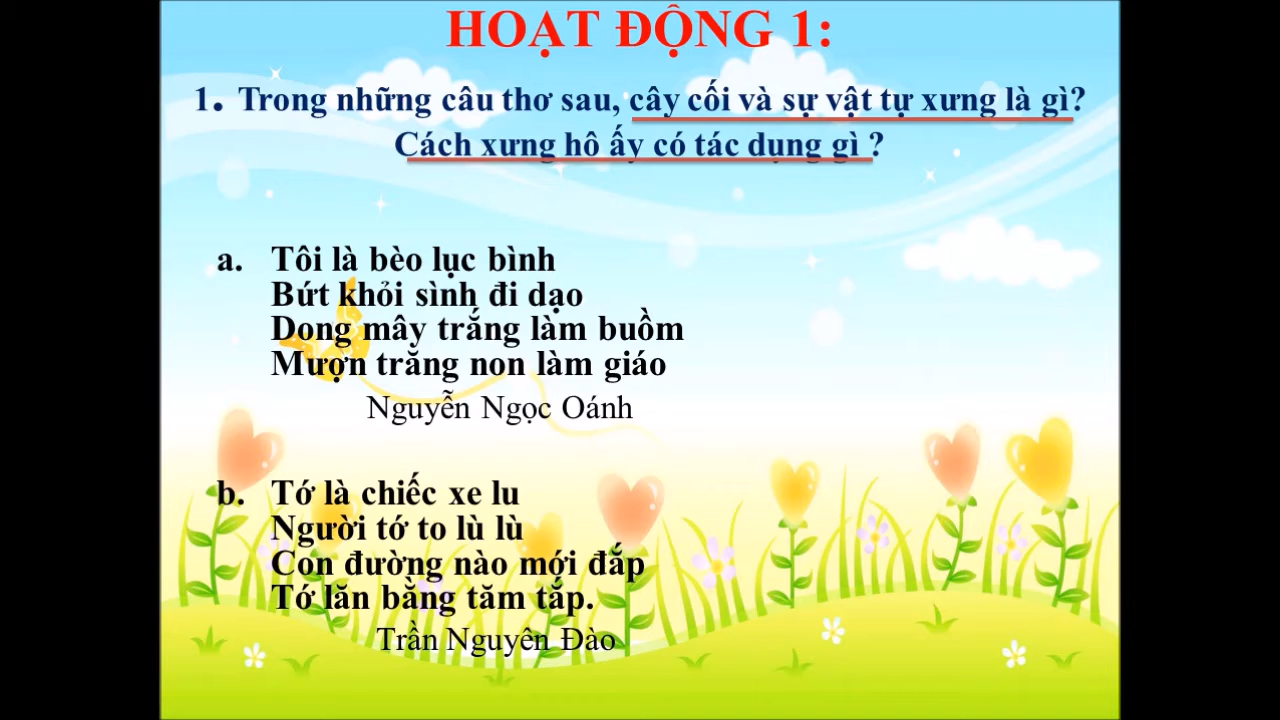 HOẠT ĐỘNG 1:
1. Trong những câu thơ sau, cây cối và sự vật tự xưng là gì?
Cách xưng hô ấy có tác dụng gì ?
a. Tôi là bèo lục bình
Bứt khỏi sình đi dạo
Dong mây trắng làm buồm
Mượn trăng non làm giáo
Nguyễn Ngọc Oánh
b. Tớ là chiếc xe lu
Người tớ to lù lù
Con đường nào mới đắp
Tớ lăn bằng tăm tắp.
Trần Nguyên Đào